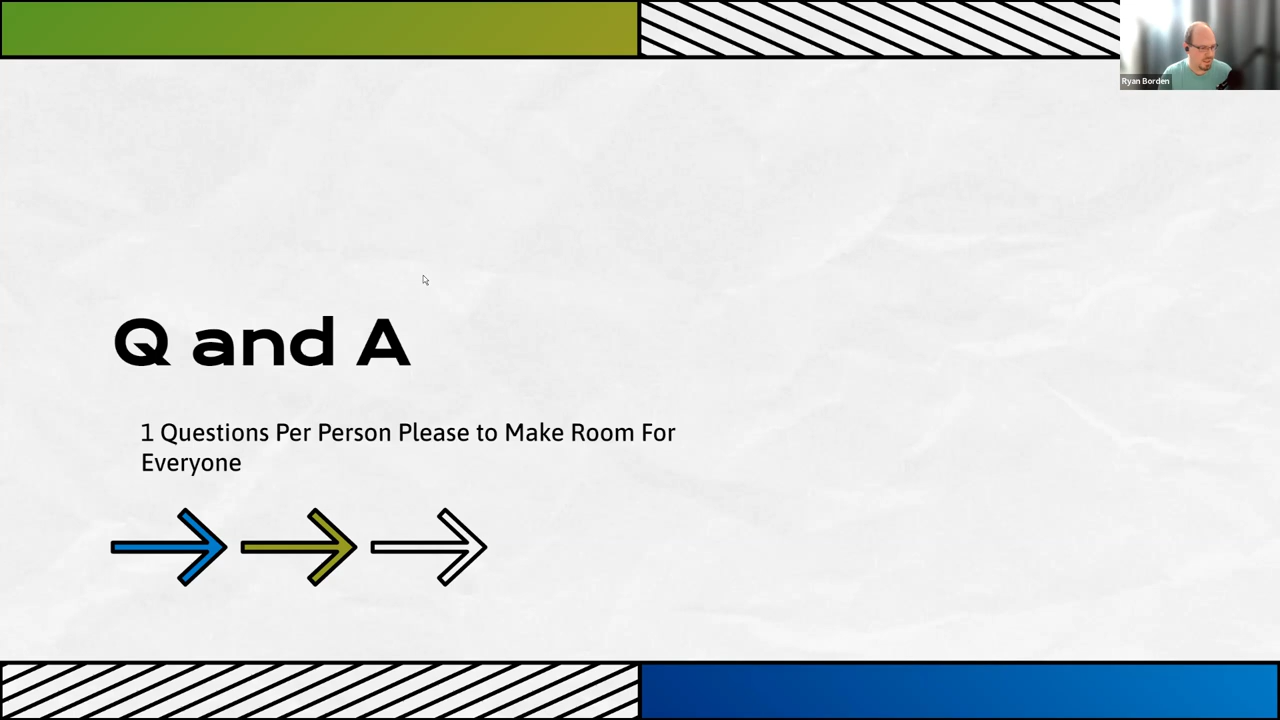 Ryan Borden
Q and A
1 Questions Per Person Please to Make Room For
Everyone